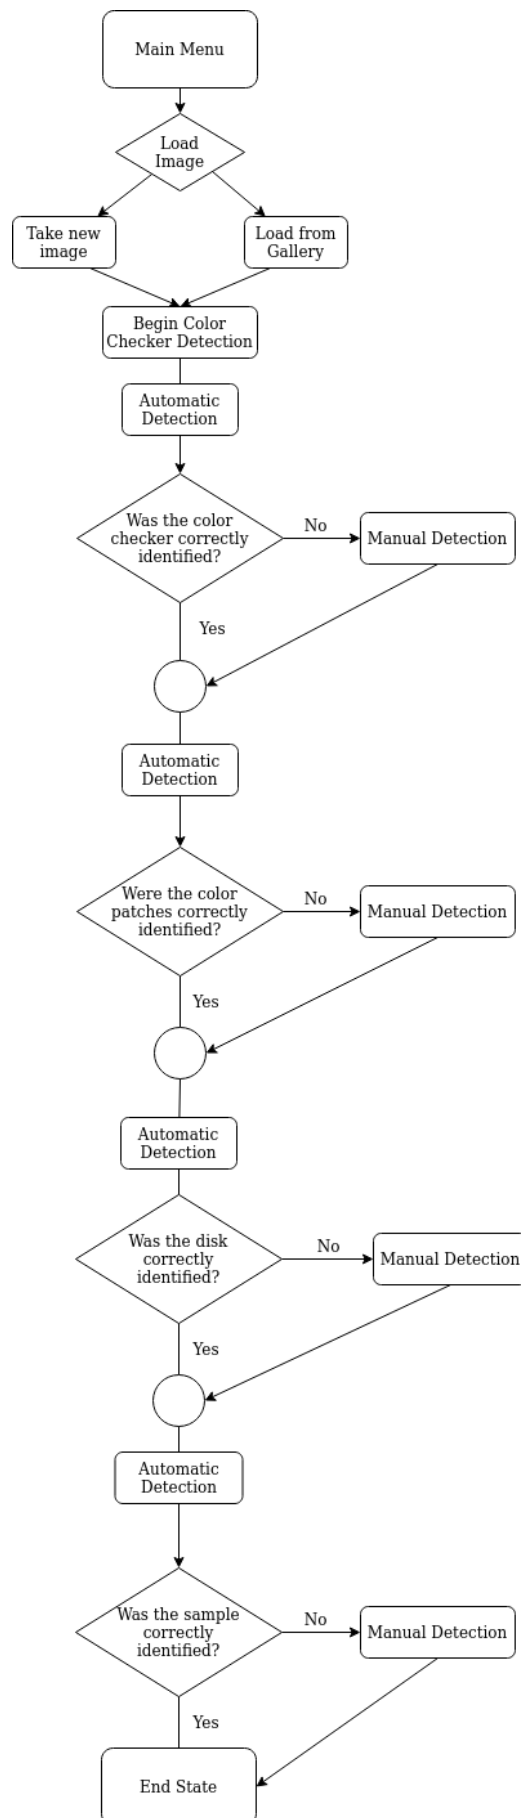 Main Menu
Load
Image
Take new
image
Load from
Gallery
Begin Color
Checker Detection
Automatic
Detection
Was the color
checker correctly
identified?
No
Manual Detection
Yes
Automatic
Detection
Were the color
patches correctly
identified?
No
Manual Detection
Yes
Automatic
Detection
Was the disk
correctly
identified?
No
Manual Detection
Yes
Automatic
Detection
Was the sample
correctly
identified?
No
Manual Detection
Yes
End State